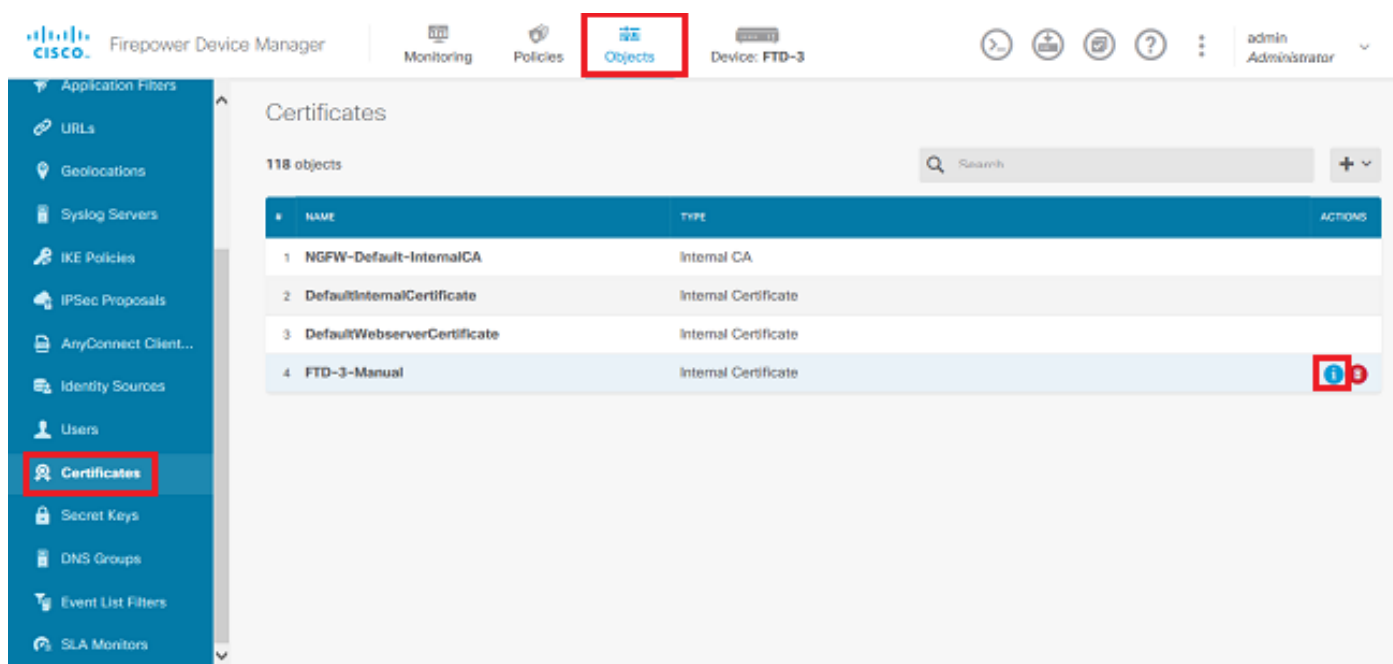 CISCO
Firepower Device Manager
Monitoring
Policies
Objects
Device: FTD-3
admin
Administrator
Application Filters
URLs
Geolocations
Syslog Servers
IKE Policies
IPSec Proposals
AnyConnect Client...
Identity Sources
Users
Certificates
Secret Keys
DNS Groups
Event List Filters
SLA Monitors
Certificates
118 objects
Search
# NAME TYPE ACTIONS
1 NGFW-Default-InternalCA Internal CA
2 DefaultInternalCertificate Internal Certificate
3 DefaultWebserverCertificate Internal Certificate
4 FTD-3-Manual Internal Certificate